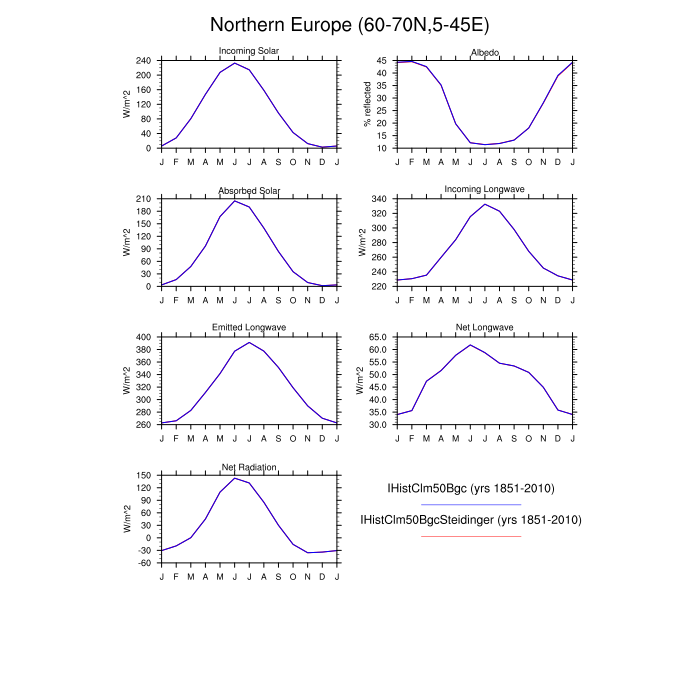 Northern Europe (60-70N,5-45E)
Incoming Solar
W/m^2
240
200
160
120
80
40
0
J F M A M J J A S O N D J
Albedo
% reflected
45
40
35
30
25
20
15
10
J F M A M J J A S O N D J
Absorbed Solar
W/m^2
210
180
150
120
90
60
30
0
J F M A M J J A S O N D J
Incoming Longwave
W/m^2
340
320
300
280
260
240
220
J F M A M J J A S O N D J
Emitted Longwave
W/m^2
400
380
360
340
320
300
280
260
J F M A M J J A S O N D J
Net Longwave
W/m^2
65.0
60.0
55.0
50.0
45.0
40.0
35.0
30.0
J F M A M J J A S O N D J
Net Radiation
W/m^2
150
120
90
60
30
0
-30
-60
J F M A M J J A S O N D J
IHistClm50Bgc (yrs 1851-2010)
IHistClm50BgcSteidinger (yrs 1851-2010)